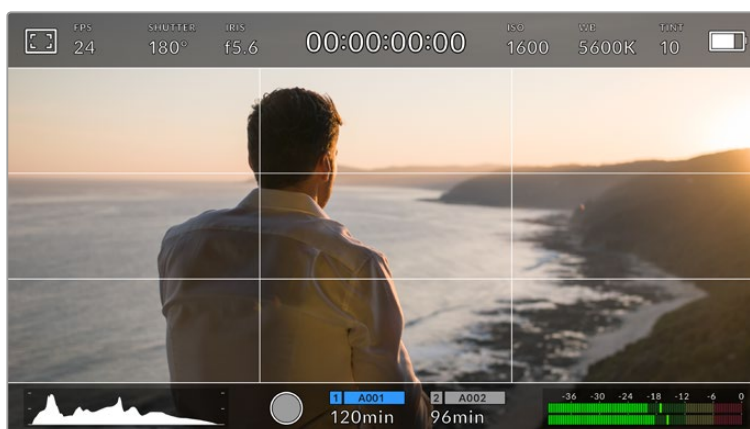 FPS SHUTTER IRIS ISO WB TINT
24 180° f5.6 00:00:00:00 1600 5600K 10
-36 -30 -24 -18 -12 -6 0
1 A001 2 A002
120min 96min